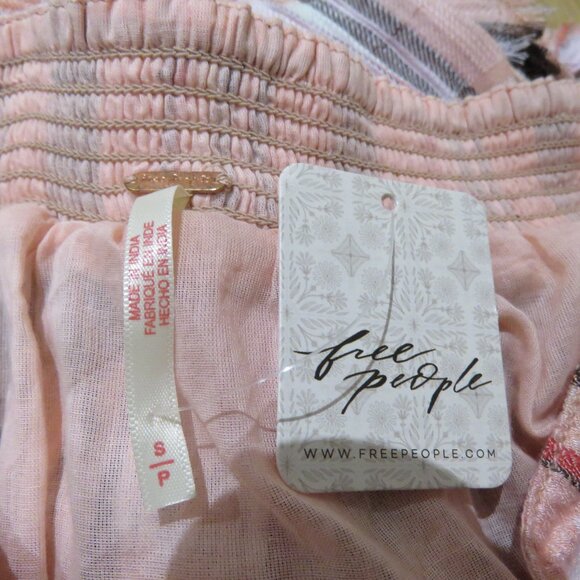 MADE IN INDIA
FABRIQUÉ EN INDE
HECHO EN INDIA
S|P
free
people
WWW.FREEPEOPLE.COM